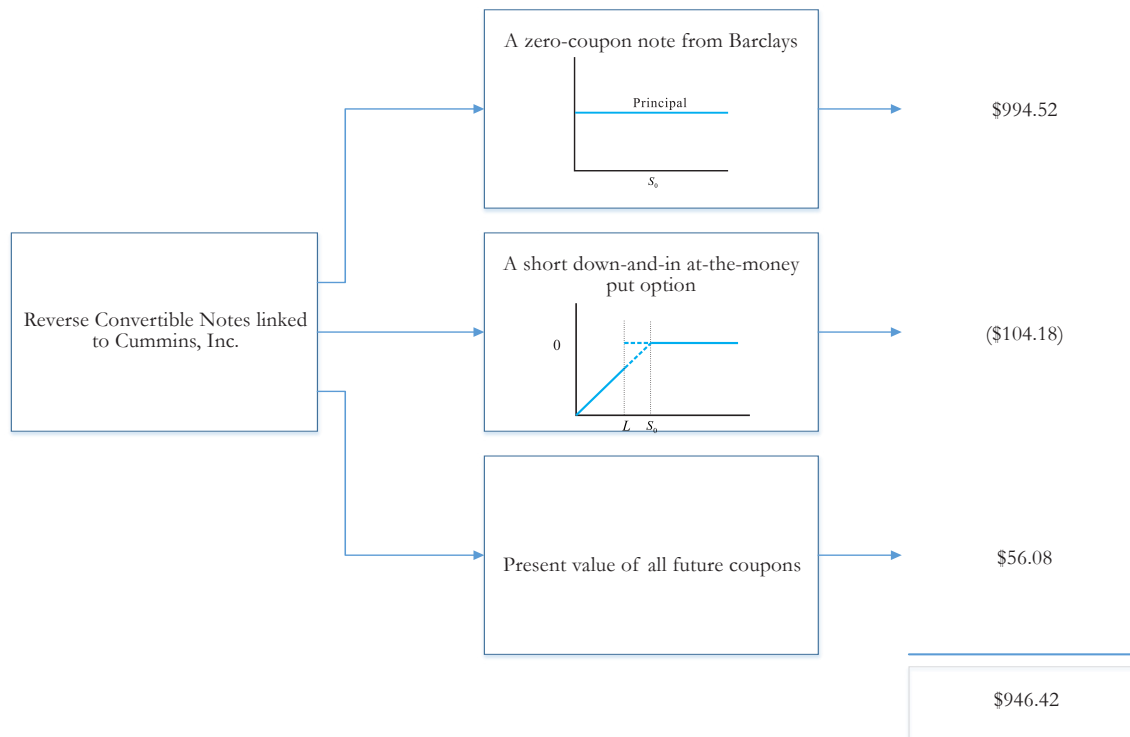 Reverse Convertible Notes linked
to Cummins, Inc.
A zero-coupon note from Barclays
Principal
S₀
$994.52
A short down-and-in at-the-money
put option
0
L S₀
($104.18)
Present value of all future coupons
$56.08
$946.42